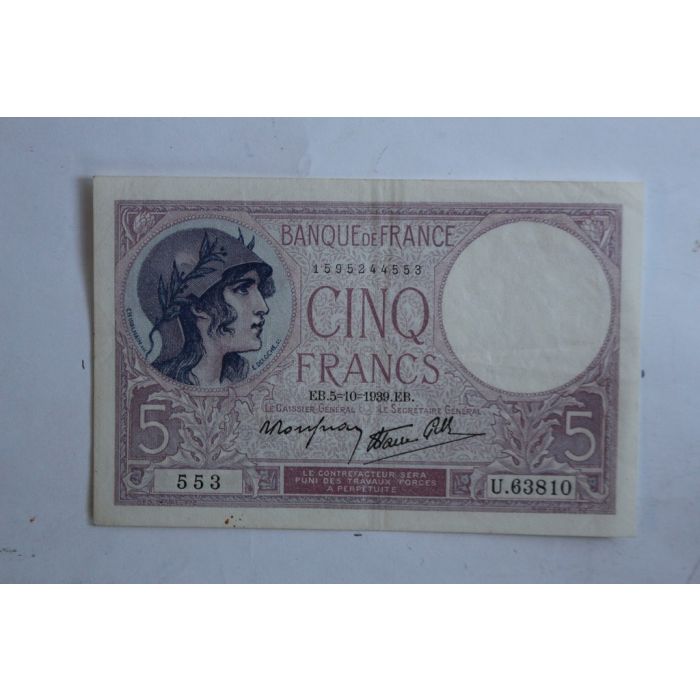 BANQUE DE FRANCE
1595244553
CINQ
FRANCS
EB.5=10=1939.EB.
LE CAISSIER GÉNÉRAL LE SECRÉTAIRE GÉNÉRAL
5 5
553
LE CONTREFACTEUR SERA
PUNI DES TRAVAUX FORCÉS
A PERPÉTUITÉ
U.63810